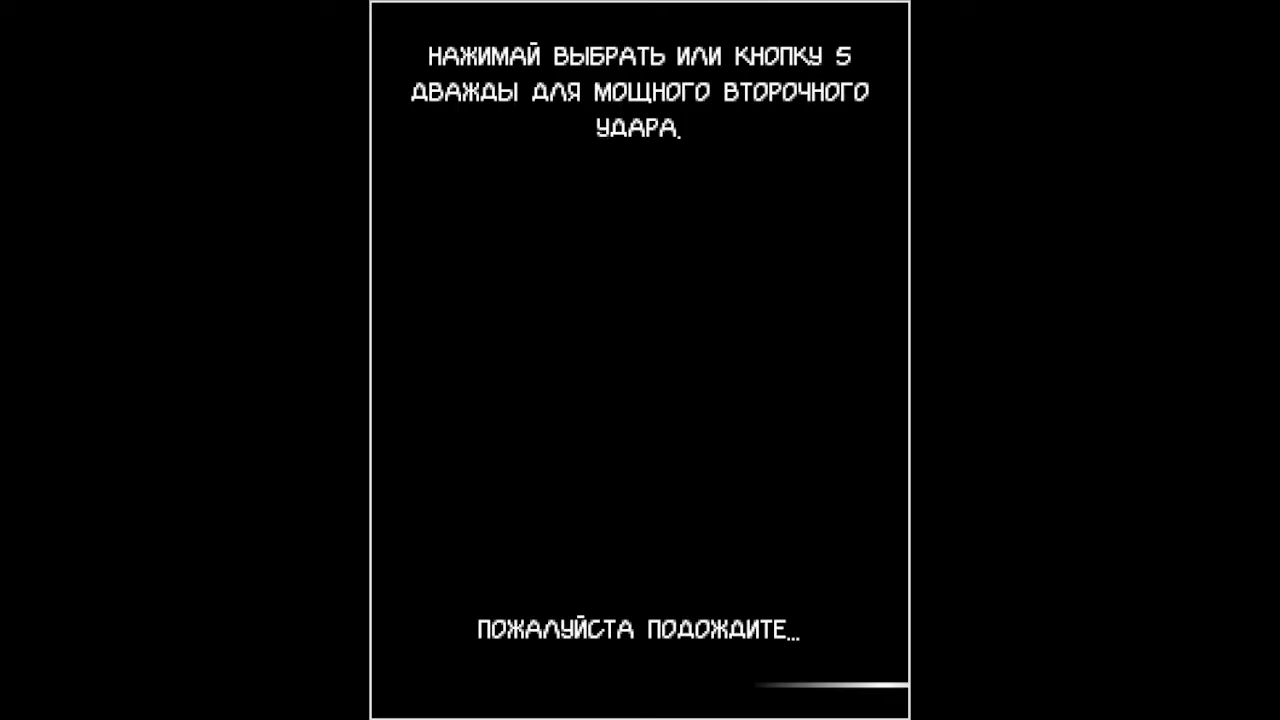 НАЖИМАЙ ВЫБРАТЬ ИЛИ КНОПКУ 5
ДВАЖДЫ ДЛЯ МОЩНОГО ВТОРОЧНОГО
УДАРА.
ПОЖАЛУЙСТА ПОДОЖДИТЕ...